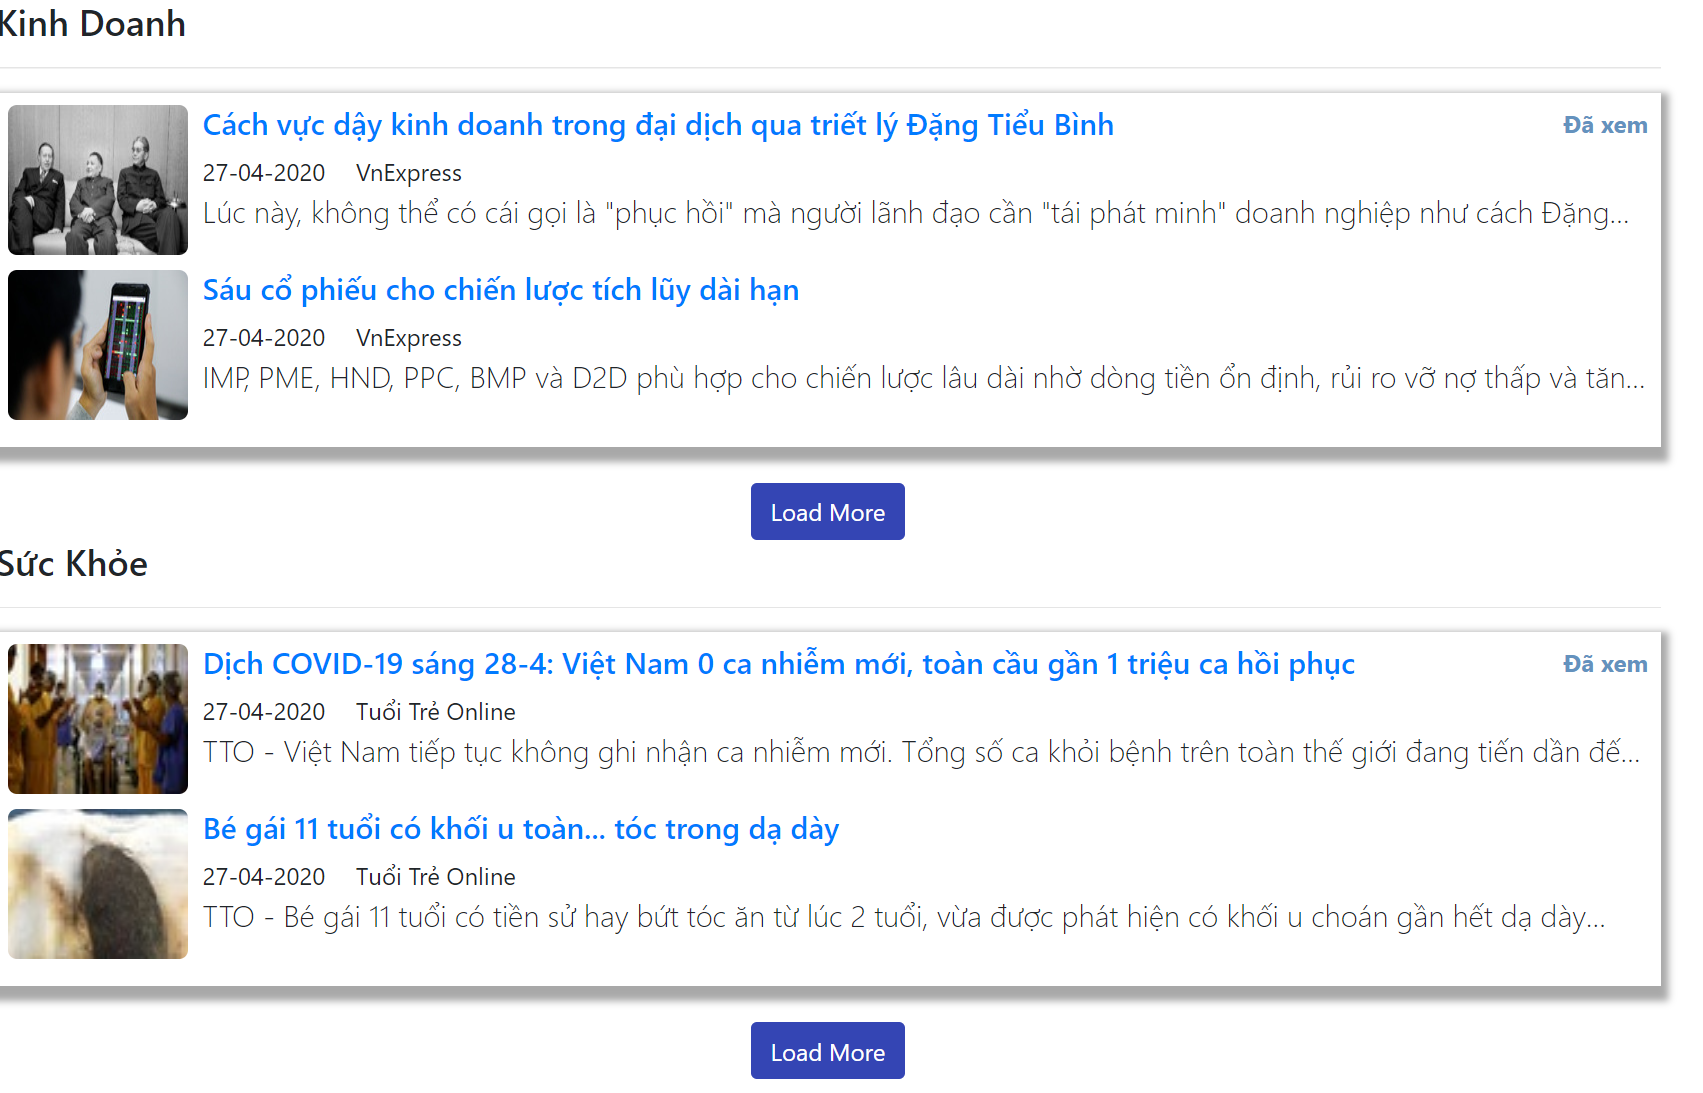 Kinh Doanh
Cách vực dậy kinh doanh trong đại dịch qua triết lý Đặng Tiểu Bình Đã xem
27-04-2020 VnExpress
Lúc này, không thể có cái gọi là "phục hồi" mà người lãnh đạo cần "tái phát minh" doanh nghiệp như cách Đặng...
Sáu cổ phiếu cho chiến lược tích lũy dài hạn
27-04-2020 VnExpress
IMP, PME, HND, PPC, BMP và D2D phù hợp cho chiến lược lâu dài nhờ dòng tiền ổn định, rủi ro vỡ nợ thấp và tăn...
Load More
Sức Khỏe
Dịch COVID-19 sáng 28-4: Việt Nam 0 ca nhiễm mới, toàn cầu gần 1 triệu ca hồi phục Đã xem
27-04-2020 Tuổi Trẻ Online
TTO - Việt Nam tiếp tục không ghi nhận ca nhiễm mới. Tổng số ca khỏi bệnh trên toàn thế giới đang tiến dần đế...
Bé gái 11 tuổi có khối u toàn... tóc trong dạ dày
27-04-2020 Tuổi Trẻ Online
TTO - Bé gái 11 tuổi có tiền sử hay bứt tóc ăn từ lúc 2 tuổi, vừa được phát hiện có khối u choán gần hết dạ dày...
Load More